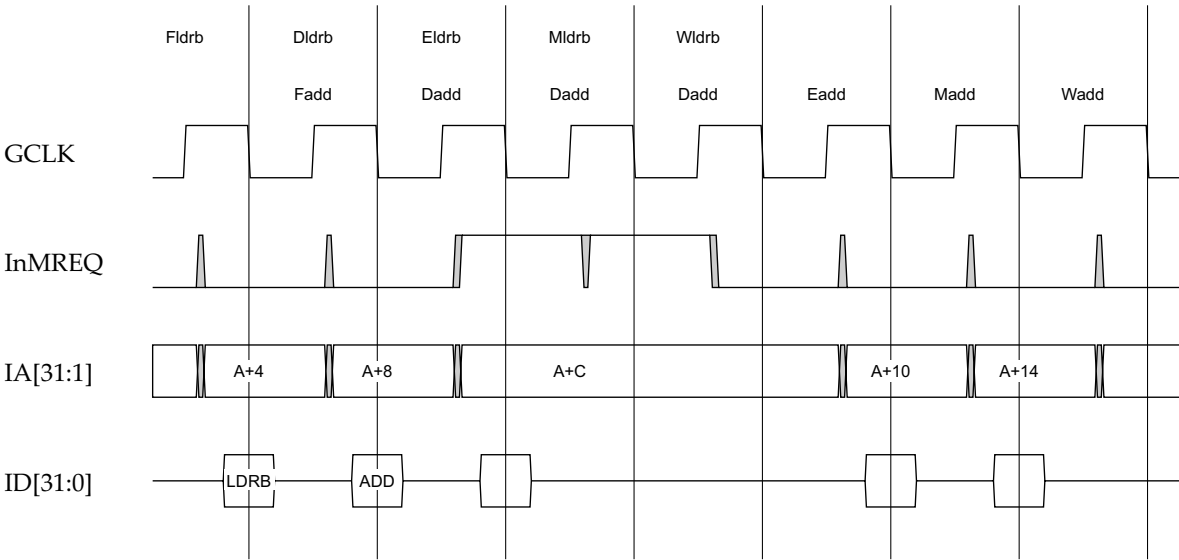 Fldrb Dldrb Eldrb Mldrb Wldrb
Fadd Dadd Dadd Dadd Eadd Madd Wadd
GCLK
InMREQ
IA[31:1] A+4 A+8 A+C A+10 A+14
ID[31:0] LDRB ADD